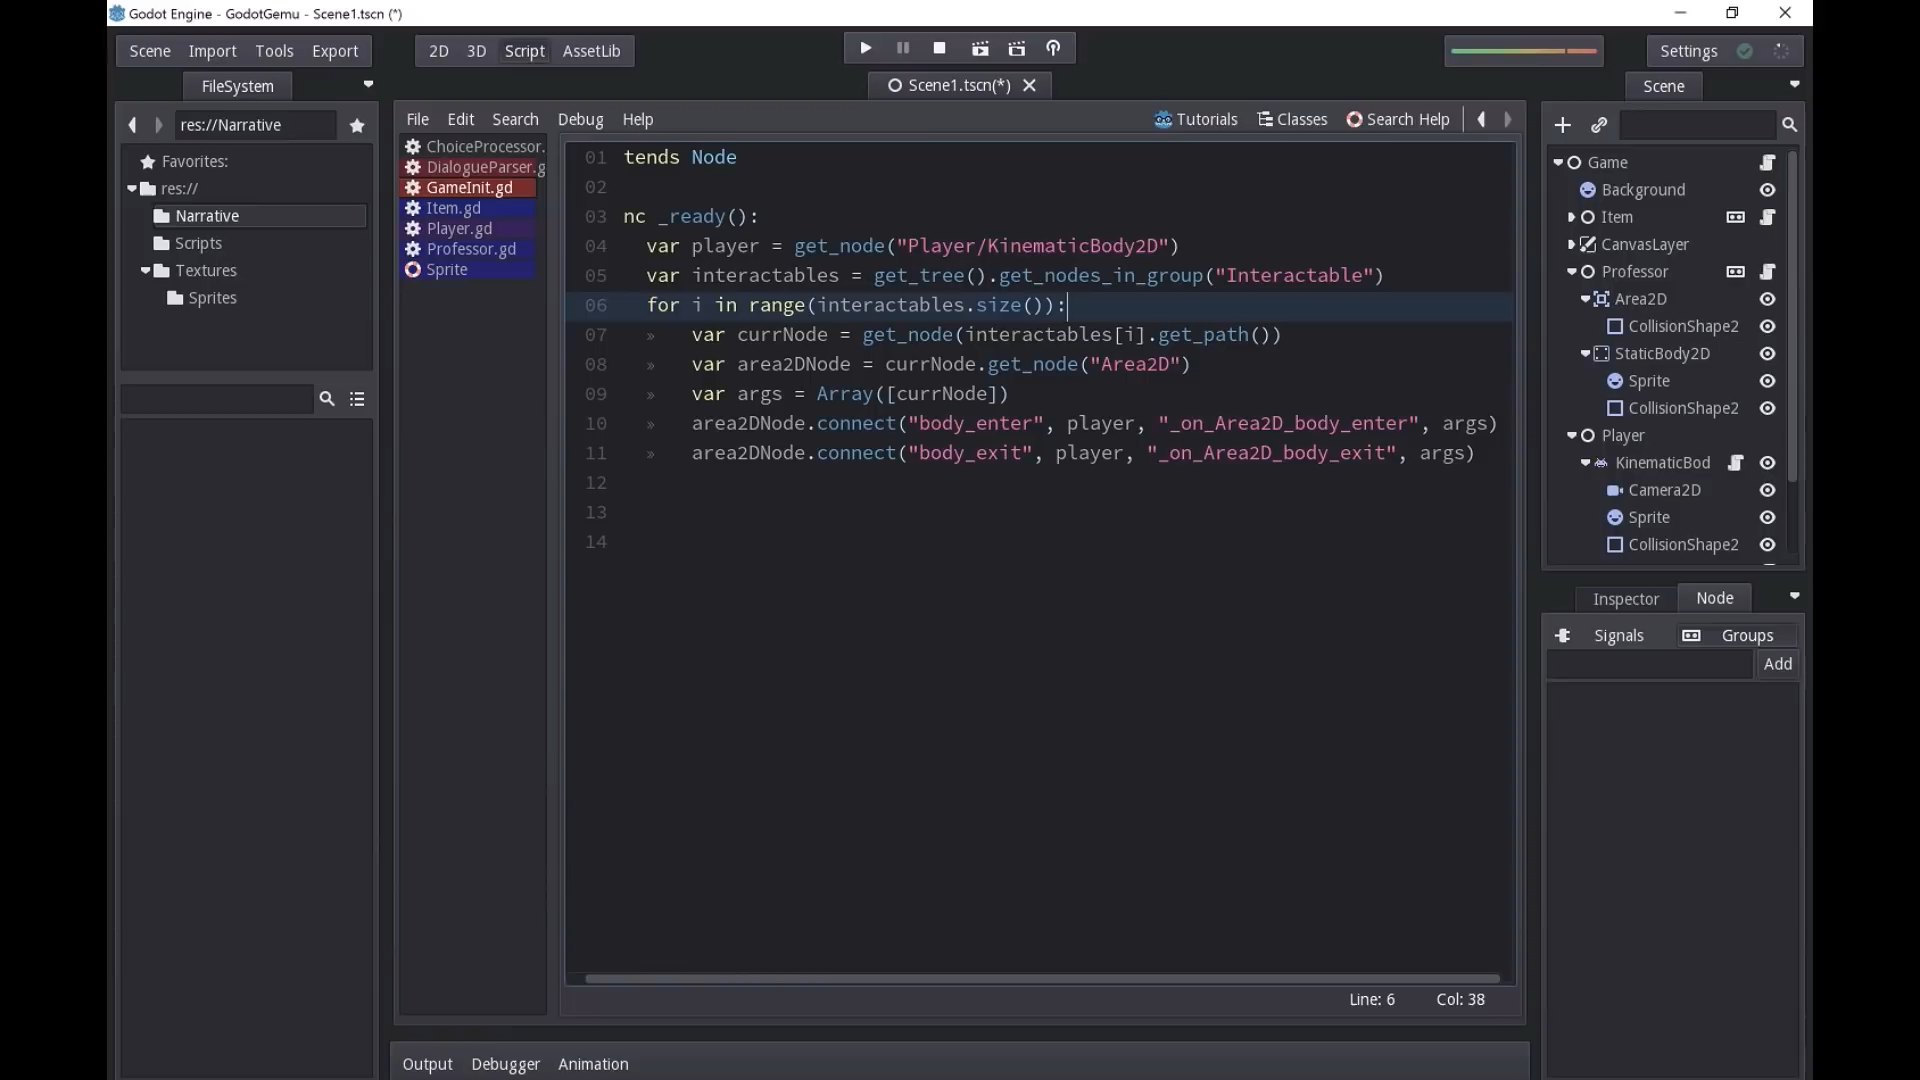 Godot Engine - GodotGemu - Scene1.tscn (*)
Scene Import Tools Export
2D 3D Script AssetLib
Settings
FileSystem
Scene1.tscn(*)
Scene
res://Narrative
File Edit Search Debug Help
Tutorials Classes Search Help
Favorites:
res://
Narrative
Scripts
Textures
Sprites
ChoiceProcessor.
DialogueParser.g
GameInit.gd
Item.gd
Player.gd
Professor.gd
Sprite
01 tends Node
02
03 nc _ready():
04 var player = get_node("Player/KinematicBody2D")
05 var interactables = get_tree().get_nodes_in_group("Interactable")
06 for i in range(interactables.size()):
07 » var currNode = get_node(interactables[i].get_path())
08 » var area2DNode = currNode.get_node("Area2D")
09 » var args = Array([currNode])
10 » area2DNode.connect("body_enter", player, "_on_Area2D_body_enter", args)
11 » area2DNode.connect("body_exit", player, "_on_Area2D_body_exit", args)
12
13
14
Line: 6 Col: 38
Game
Background
Item
CanvasLayer
Professor
Area2D
CollisionShape2
StaticBody2D
Sprite
CollisionShape2
Player
KinematicBod
Camera2D
Sprite
CollisionShape2
Inspector Node
Signals Groups
Add
Output Debugger Animation